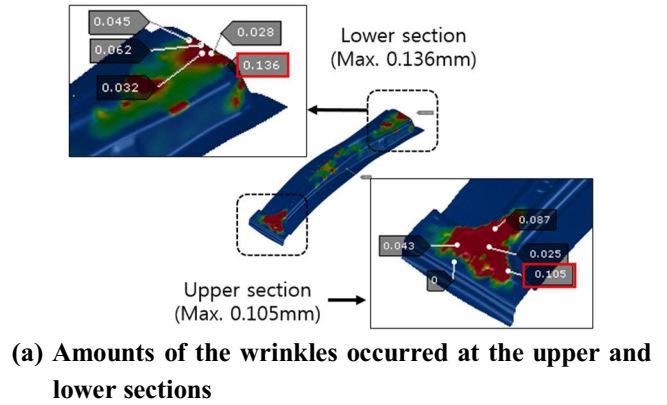 0.045
0.028
0.062
0.136
0.032
Lower section
(Max. 0.136mm)
0.087
0.043
0.025
0
0.105
Upper section
(Max. 0.105mm)
(a) Amounts of the wrinkles occurred at the upper and
lower sections